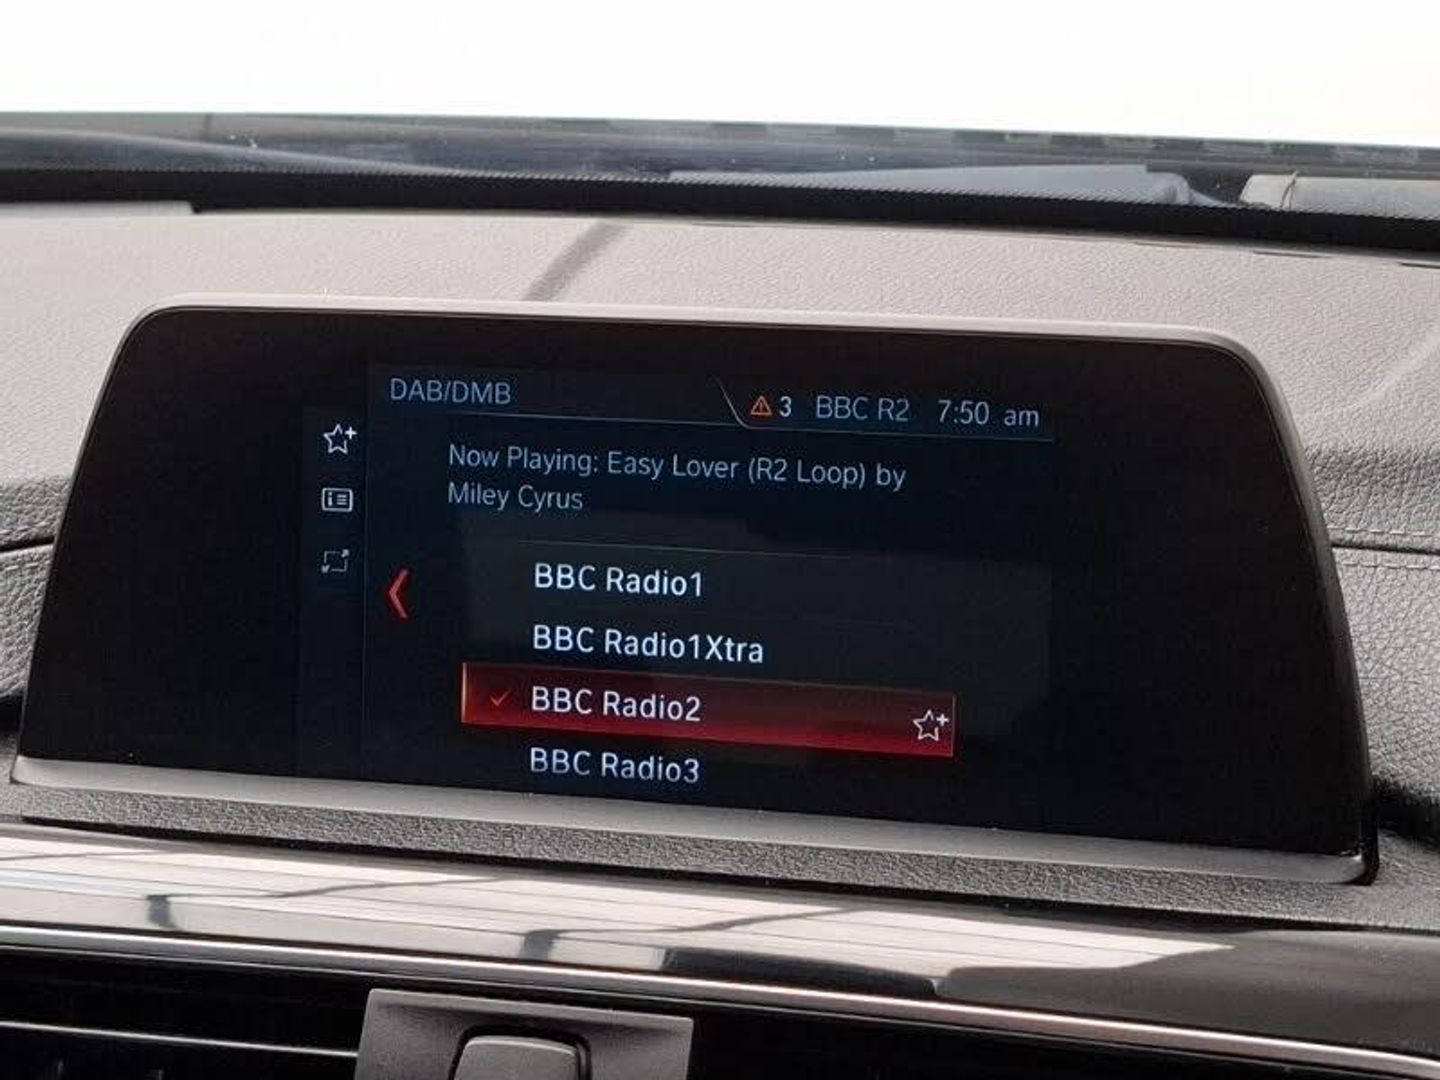 DAB/DMB
3 BBC R2 7:50 am
Now Playing: Easy Lover (R2 Loop) by
Miley Cyrus
BBC Radio1
BBC Radio1Xtra
BBC Radio2
BBC Radio3